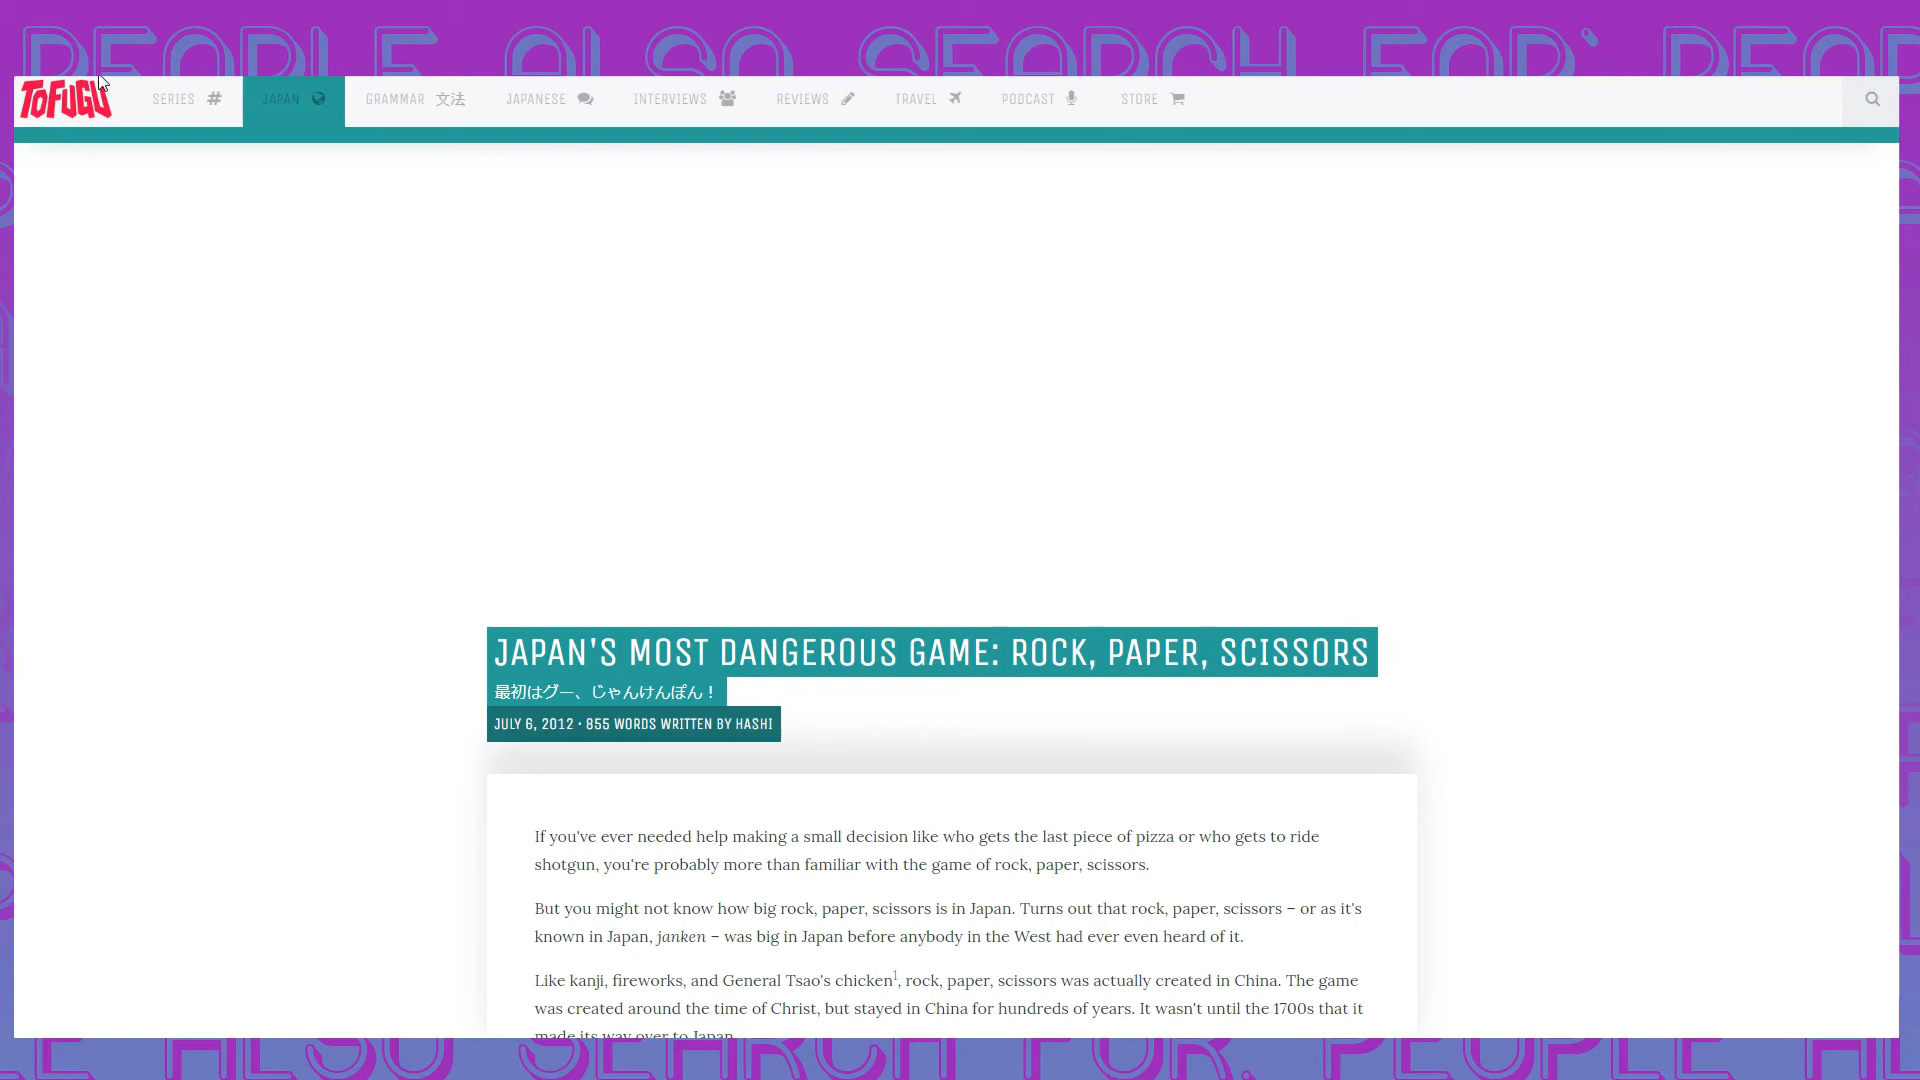 PEOPLE ALSO SEARCH FOR: PEOP
TOFUGU SERIES JAPAN GRAMMAR 文法 JAPANESE INTERVIEWS REVIEWS TRAVEL PODCAST STORE
JAPAN'S MOST DANGEROUS GAME: ROCK, PAPER, SCISSORS
最初はグー、じゃんけんぽん！
JULY 6, 2012 · 855 WORDS WRITTEN BY HASHI
If you've ever needed help making a small decision like who gets the last piece of pizza or who gets to ride
shotgun, you're probably more than familiar with the game of rock, paper, scissors.
But you might not know how big rock, paper, scissors is in Japan. Turns out that rock, paper, scissors – or as it's
known in Japan, janken – was big in Japan before anybody in the West had ever even heard of it.
Like kanji, fireworks, and General Tsao's chicken1, rock, paper, scissors was actually created in China. The game
was created around the time of Christ, but stayed in China for hundreds of years. It wasn't until the 1700s that it
made its way over to Japan.
LE ALSO SEARCH FOR: PEOPLE AL